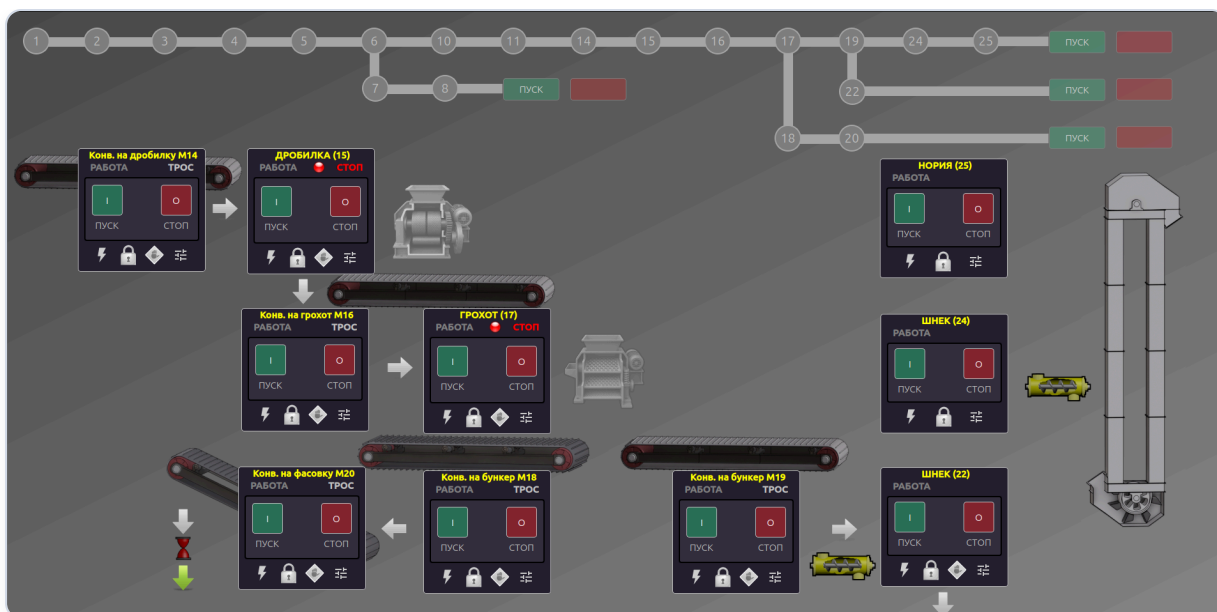 1 2 3 4 5 6 10 11 14 15 16 17 19 24 25 ПУСК
7 8 ПУСК 22 ПУСК
18 20 ПУСК
Конв. на дробилку М14
РАБОТА ТРОС
I O
ПУСК СТОП
ДРОБИЛКА (15)
РАБОТА СТОП
I O
ПУСК СТОП
НОРИЯ (25)
РАБОТА
I O
ПУСК СТОП
Конв. на грохот М16
РАБОТА ТРОС
I O
ПУСК СТОП
ГРОХОТ (17)
РАБОТА СТОП
I O
ПУСК СТОП
ШНЕК (24)
РАБОТА
I O
ПУСК СТОП
Конв. на фасовку М20
РАБОТА ТРОС
I O
ПУСК СТОП
Конв. на бункер М18
РАБОТА ТРОС
I O
ПУСК СТОП
Конв. на бункер М19
РАБОТА ТРОС
I O
ПУСК СТОП
ШНЕК (22)
РАБОТА
I O
ПУСК СТОП